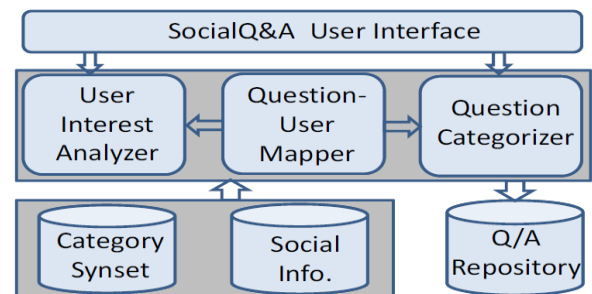 SocialQ&A User Interface
User
Interest
Analyzer
Question-
User
Mapper
Question
Categorizer
Category
Synset
Social
Info.
Q/A
Repository